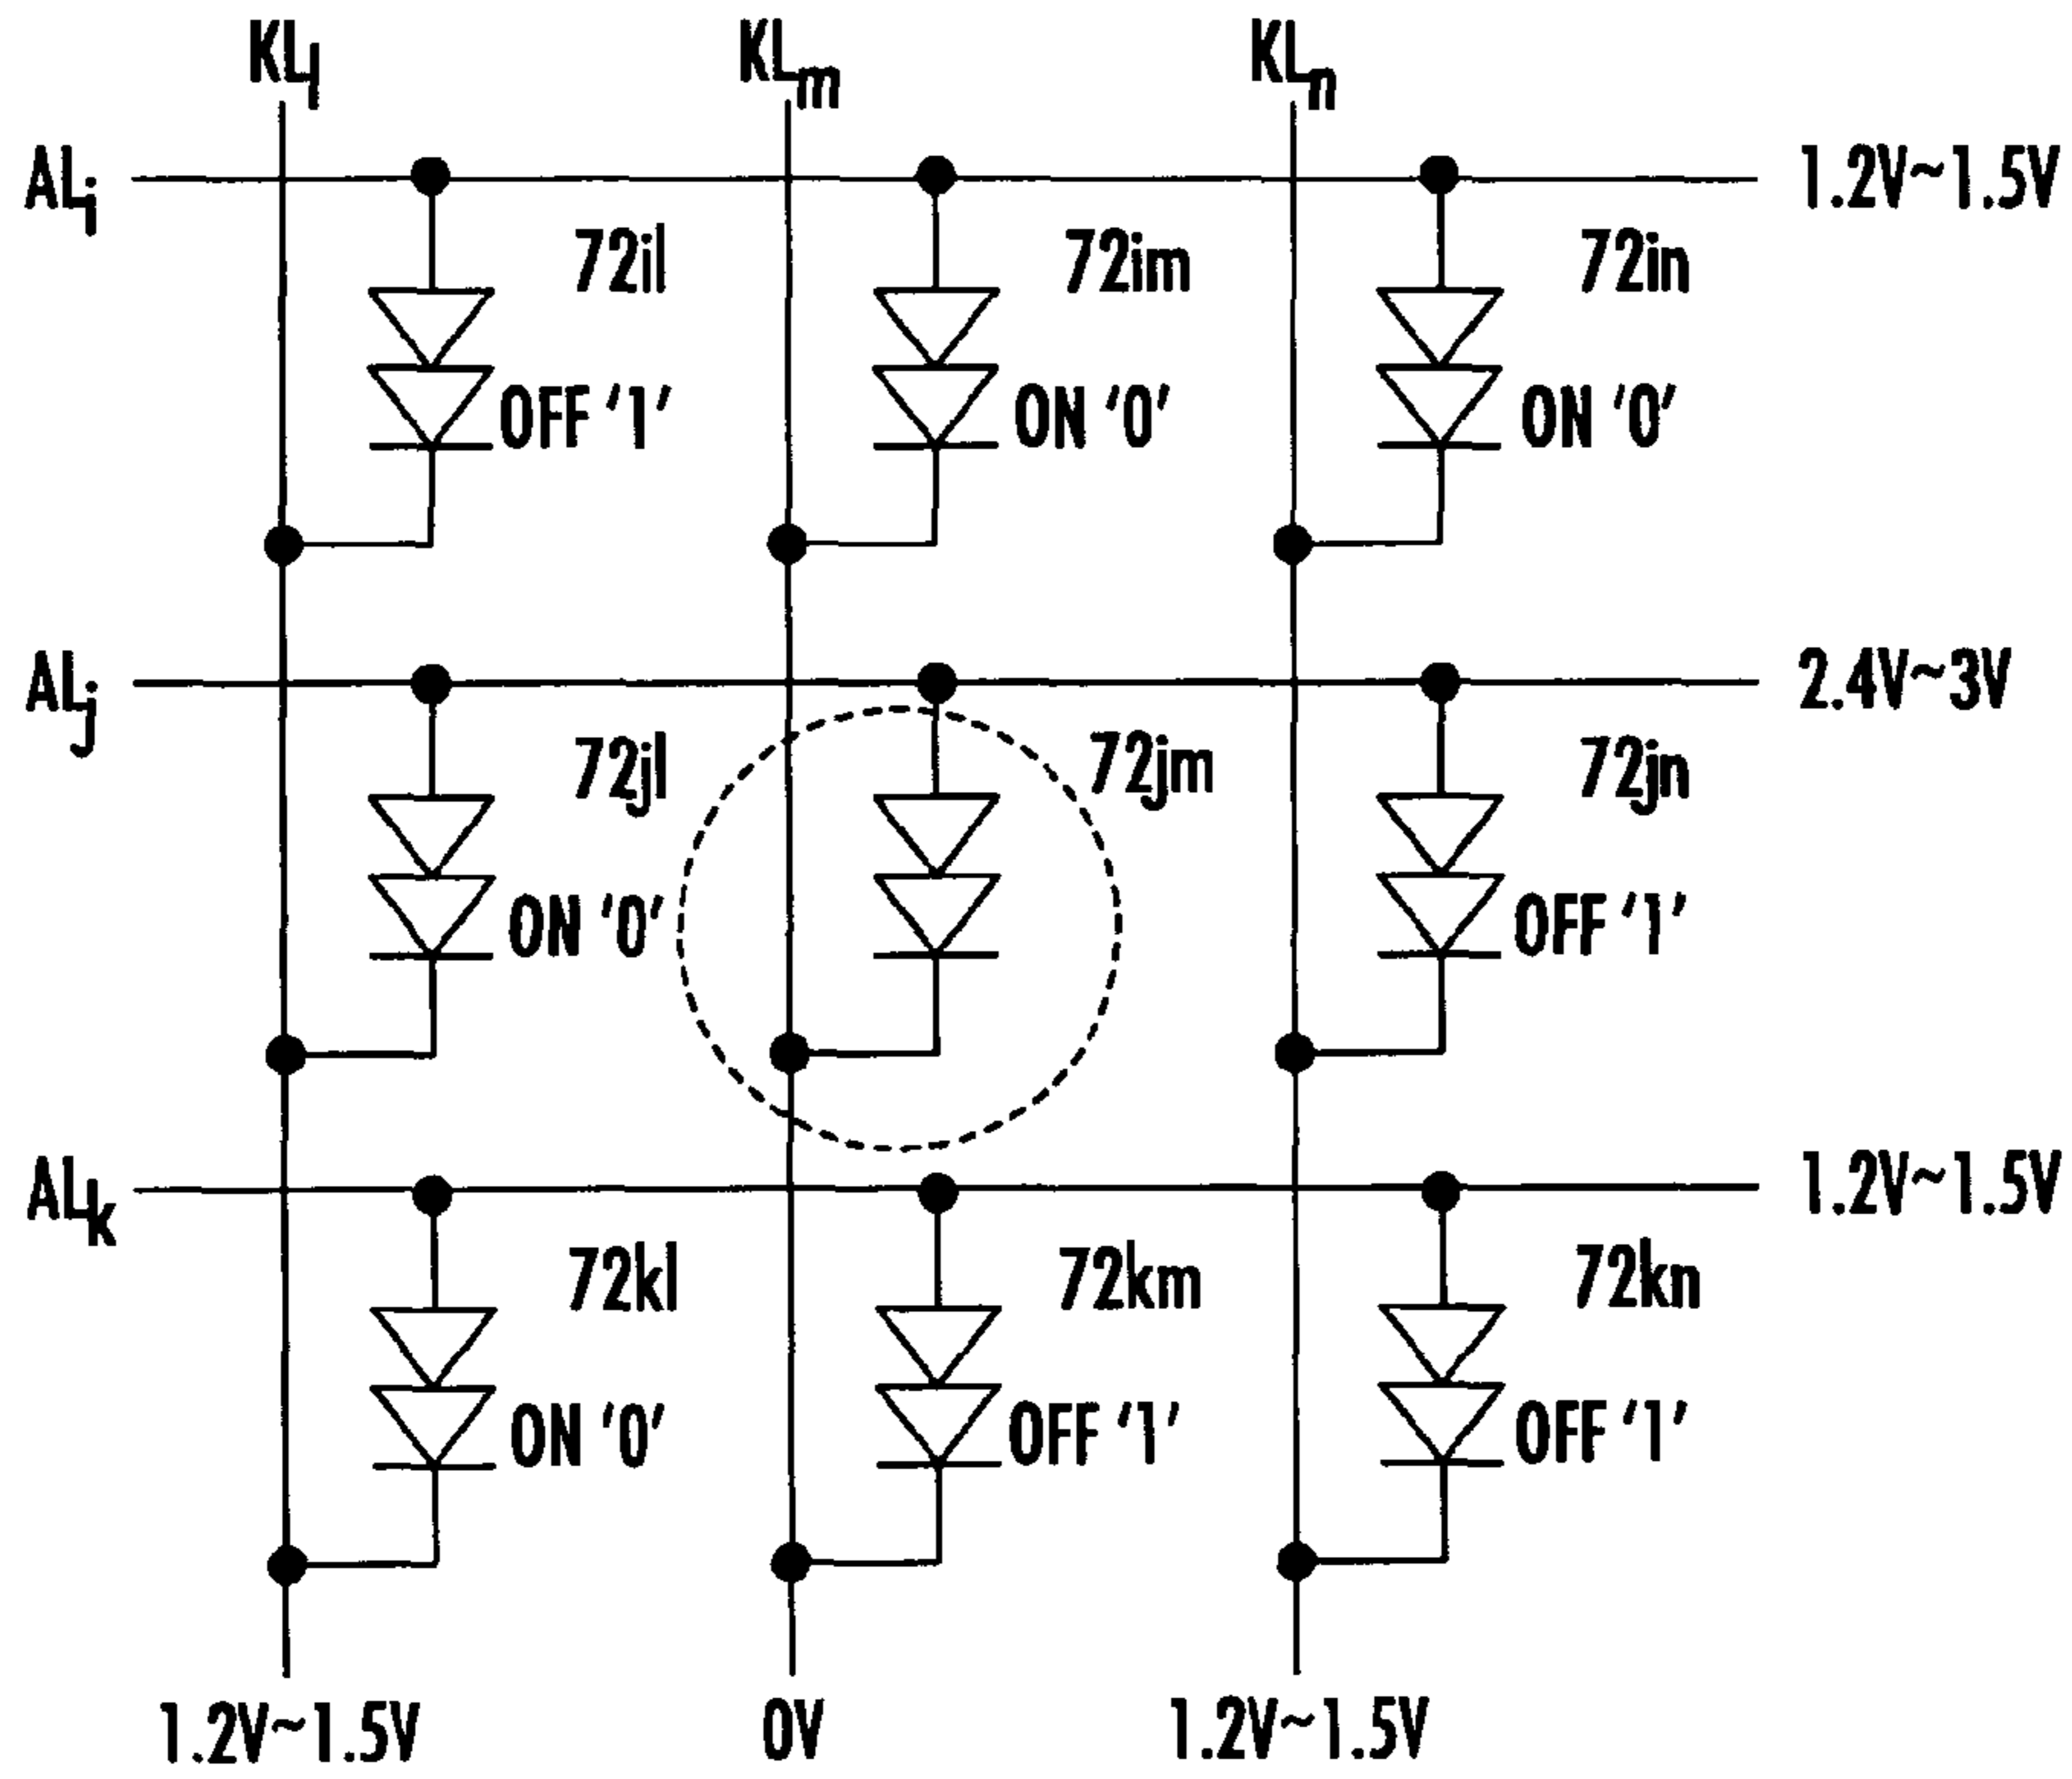 KLl KLm KLn
ALi 1.2V~1.5V
72il 72im 72in
OFF '1' ON '0' ON '0'
ALj 2.4V~3V
72jl 72jm 72jn
ON '0' OFF '1'
ALk 1.2V~1.5V
72kl 72km 72kn
ON '0' OFF '1' OFF '1'
1.2V~1.5V 0V 1.2V~1.5V